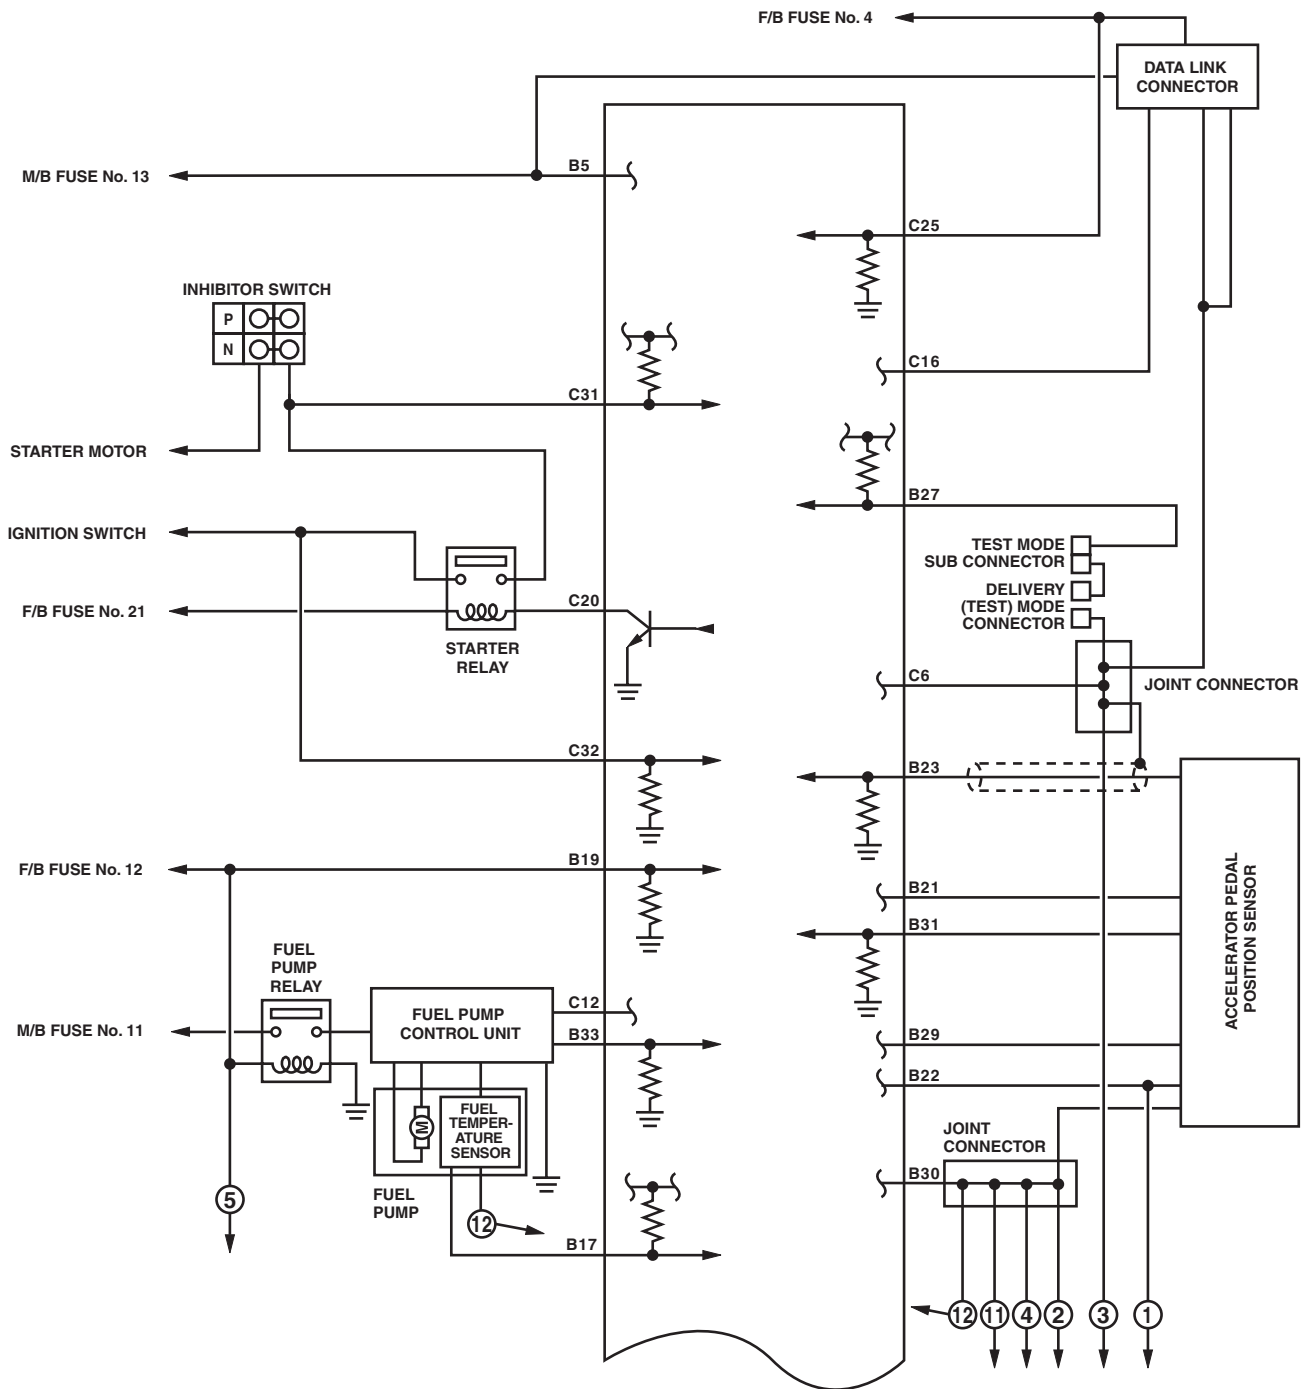 F/B FUSE No. 4
DATA LINK
CONNECTOR
B5
M/B FUSE No. 13
C25
INHIBITOR SWITCH
P
N
C16
C31
STARTER MOTOR
B27
IGNITION SWITCH
TEST MODE
SUB CONNECTOR
DELIVERY
(TEST) MODE
CONNECTOR
F/B FUSE No. 21
C20
STARTER
RELAY
C6
JOINT CONNECTOR
C32
B23
F/B FUSE No. 12
B19
B21
B31
ACCELERATOR PEDAL
POSITION SENSOR
FUEL
PUMP
RELAY
M/B FUSE No. 11
FUEL PUMP
CONTROL UNIT
C12
B33
B29
B22
M
FUEL
TEMPER-
ATURE
SENSOR
JOINT
CONNECTOR
B30
5
FUEL
PUMP
12
B17
12
11
4
2
3
1